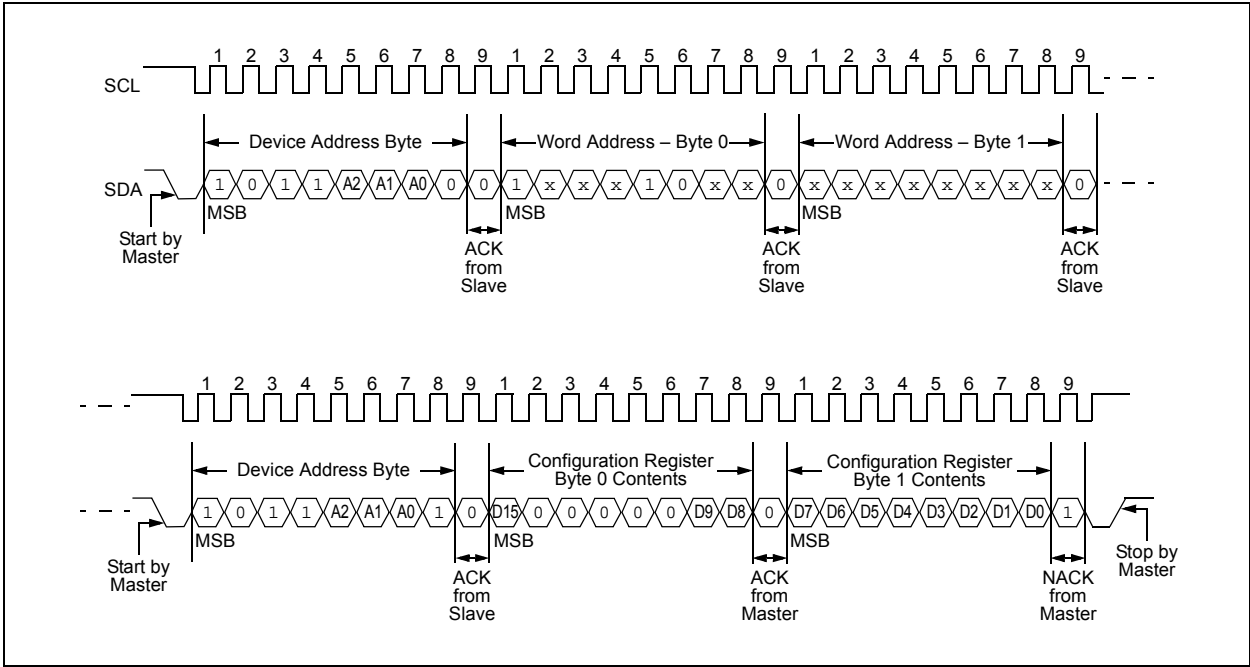 1 2 3 4 5 6 7 8 9 1 2 3 4 5 6 7 8 9 1 2 3 4 5 6 7 8 9
SCL
Device Address Byte Word Address – Byte 0 Word Address – Byte 1
SDA 1 0 1 1 A2 A1 A0 0 0 1 x x x 1 0 x x 0 x x x x x x x x 0
MSB MSB MSB
Start by
Master
ACK
from
Slave
ACK
from
Slave
ACK
from
Slave
1 2 3 4 5 6 7 8 9 1 2 3 4 5 6 7 8 9 1 2 3 4 5 6 7 8 9
Device Address Byte
Configuration Register
Byte 0 Contents
Configuration Register
Byte 1 Contents
1 0 1 1 A2 A1 A0 1 0 D15 0 0 0 0 0 D9 D8 0 D7 D6 D5 D4 D3 D2 D1 D0 1
MSB MSB MSB
Start by
Master
ACK
from
Slave
ACK
from
Master
NACK
from
Master
Stop by
Master